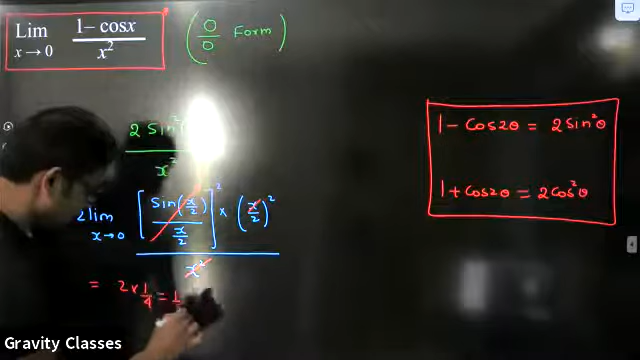 Lim x→0 1− cosx / x² (0/0 Form)
2 Sin² / x²
2 lim x→0 [Sin(x/2) / x/2]² × (x/2)² / x²
= 2 × 1/4 = 1/
1 − Cos2θ = 2Sin²θ
1 + Cos2θ = 2Cos²θ
Gravity Classes